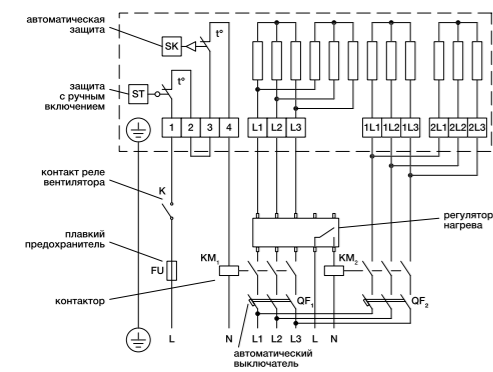 автоматическая
защита
SK
t°
защита
с ручным
включением
ST
t°
1 2 3 4 L1 L2 L3 1L1 1L2 1L3 2L1 2L2 2L3
контакт реле
вентилятора
K
регулятор
нагрева
плавкий
предохранитель
FU
KM1
KM2
контактор
QF1
QF2
L N L1 L2 L3 L N
автоматический
выключатель